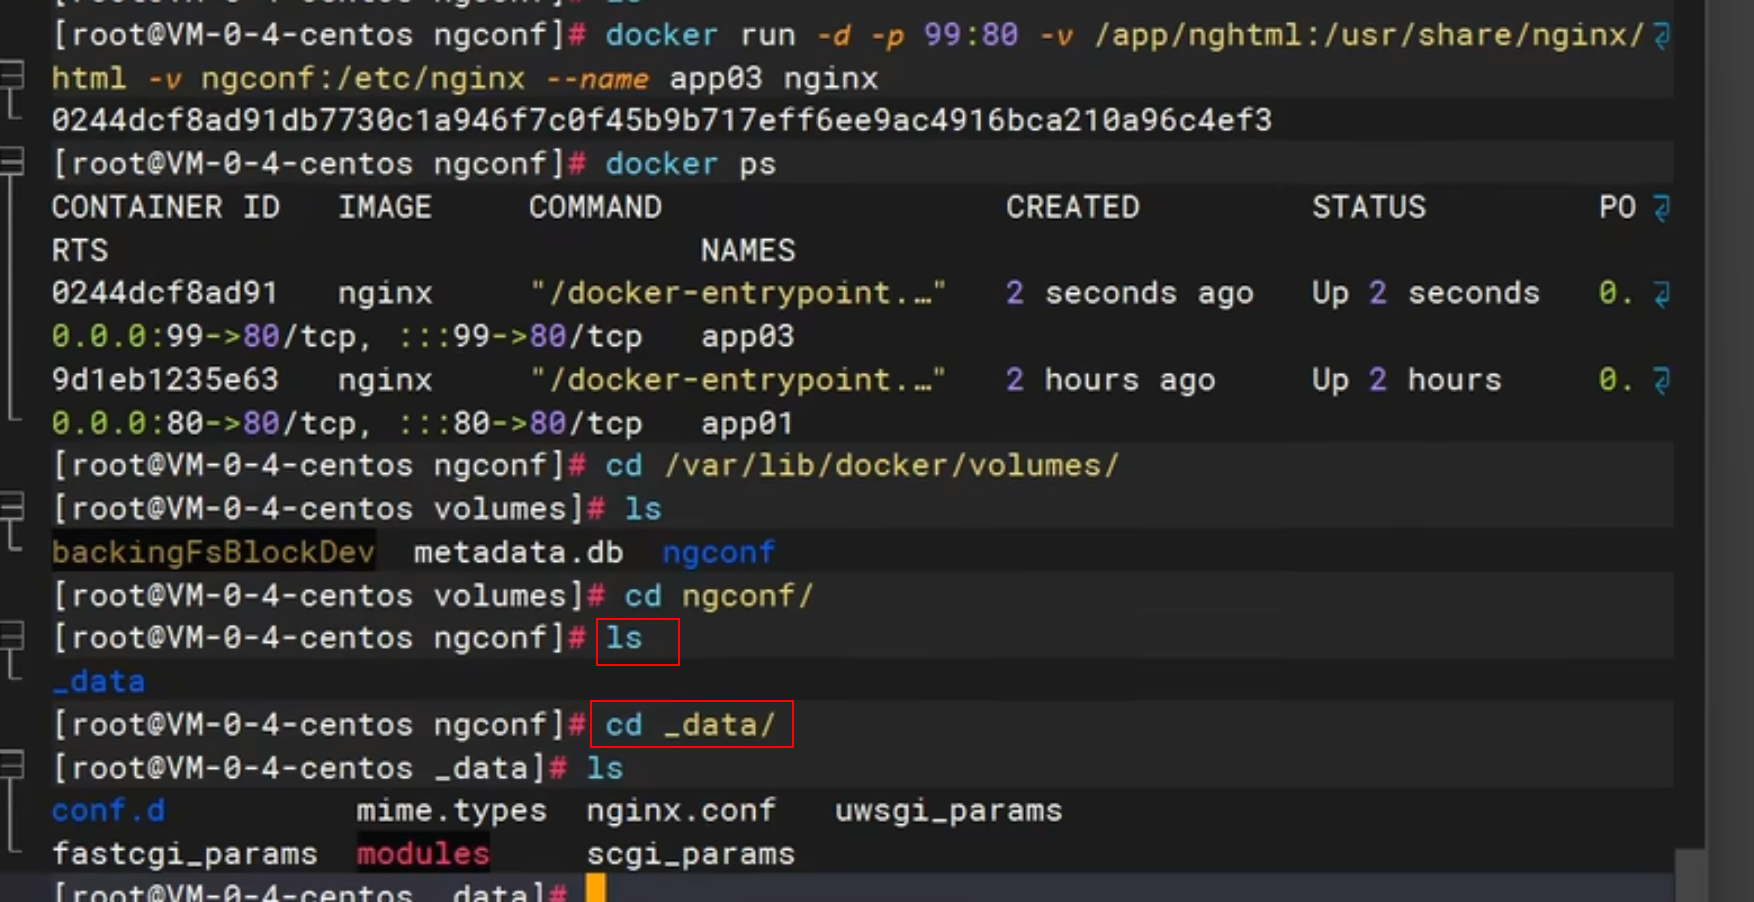 [root@VM-0-4-centos ngconf]# docker run -d -p 99:80 -v /app/nghtml:/usr/share/nginx/
html -v ngconf:/etc/nginx --name app03 nginx
0244dcf8ad91db7730c1a946f7c0f45b9b717eff6ee9ac4916bca210a96c4ef3
[root@VM-0-4-centos ngconf]# docker ps
CONTAINER ID   IMAGE     COMMAND                  CREATED         STATUS         PO
RTS                               NAMES
0244dcf8ad91   nginx     "/docker-entrypoint.…"   2 seconds ago   Up 2 seconds   0.
0.0.0:99->80/tcp, :::99->80/tcp   app03
9d1eb1235e63   nginx     "/docker-entrypoint.…"   2 hours ago     Up 2 hours     0.
0.0.0:80->80/tcp, :::80->80/tcp   app01
[root@VM-0-4-centos ngconf]# cd /var/lib/docker/volumes/
[root@VM-0-4-centos volumes]# ls
backingFsBlockDev  metadata.db  ngconf
[root@VM-0-4-centos volumes]# cd ngconf/
[root@VM-0-4-centos ngconf]# ls
_data
[root@VM-0-4-centos ngconf]# cd _data/
[root@VM-0-4-centos _data]# ls
conf.d          mime.types  nginx.conf   uwsgi_params
fastcgi_params  modules     scgi_params
[root@VM-0-4-centos _data]#